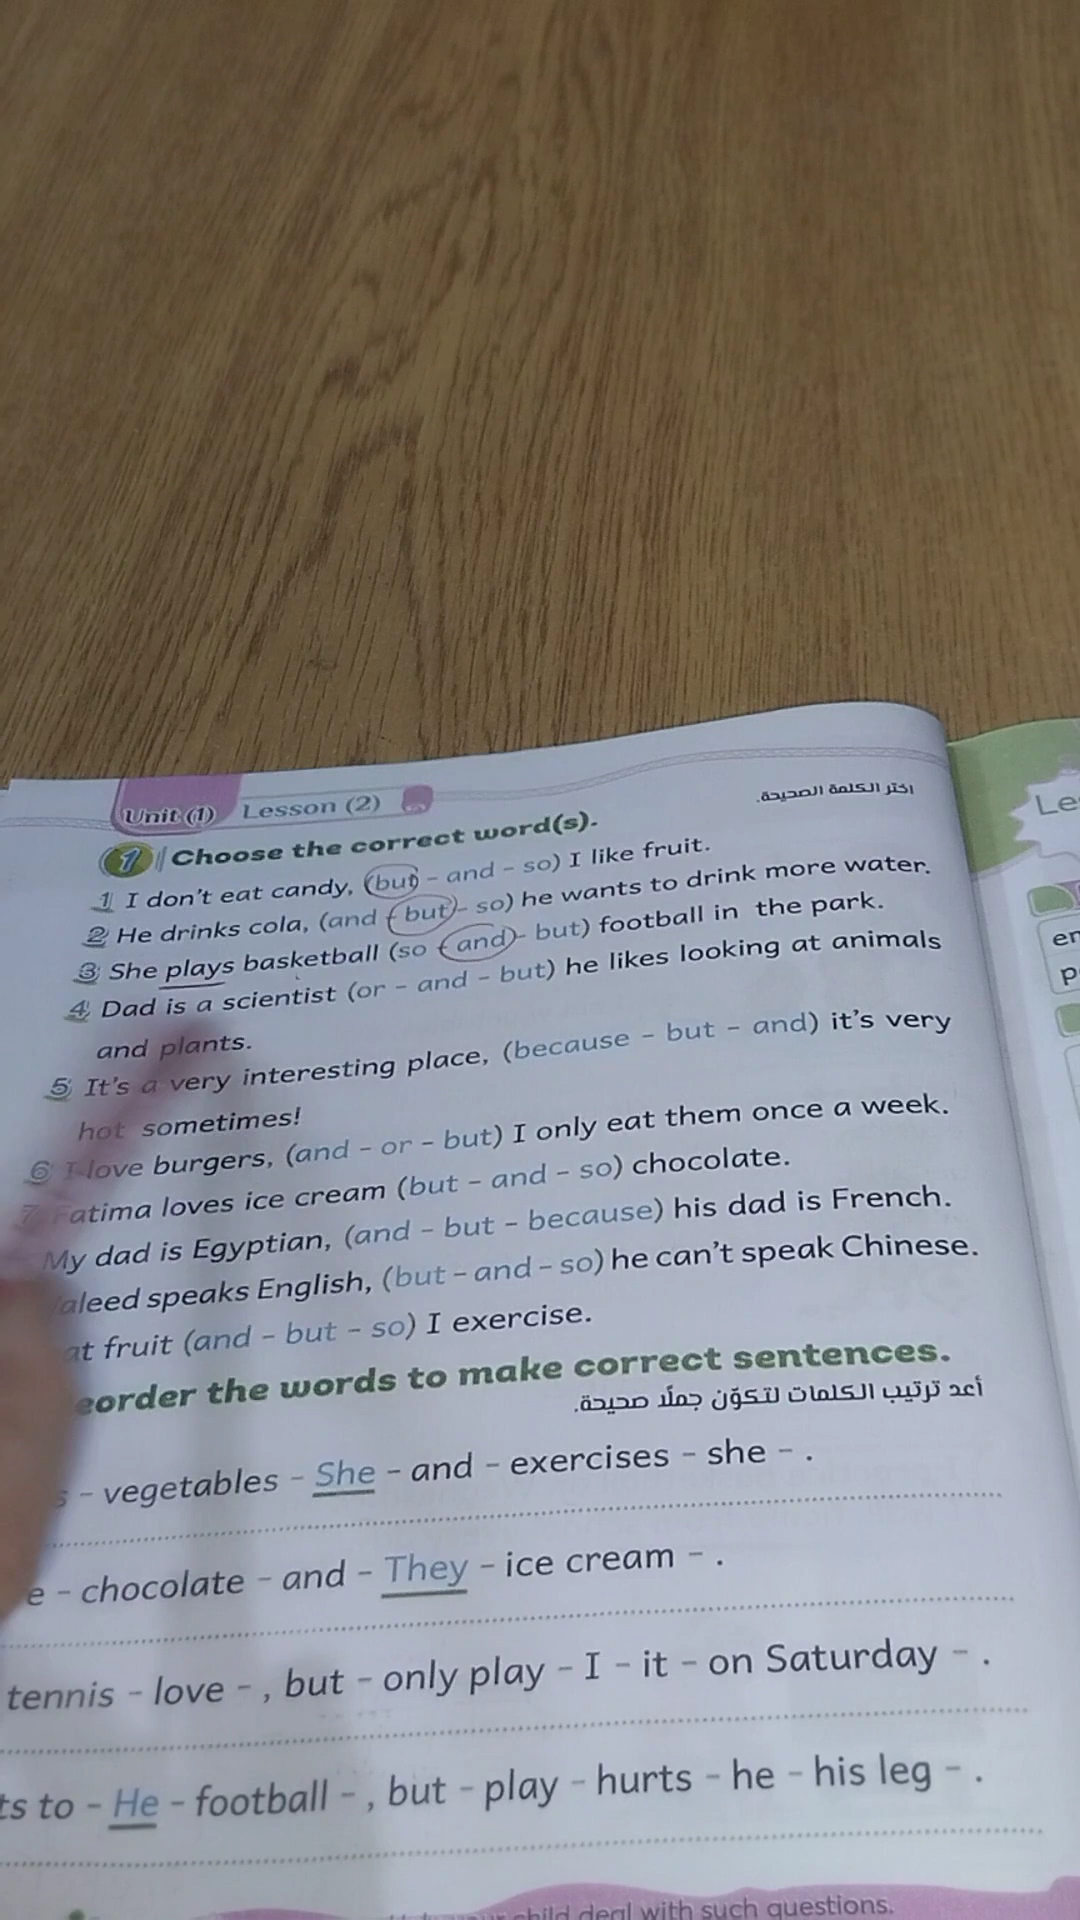 Unit (1) Lesson (2)
1 Choose the correct word(s).
اختر الكلمة الصحيحة.
1 I don't eat candy, (but - and - so) I like fruit.
2 He drinks cola, (and - but - so) he wants to drink more water.
3 She plays basketball (so - and - but) football in the park.
4 Dad is a scientist (or - and - but) he likes looking at animals
and plants.
5 It's a very interesting place, (because - but - and) it's very
hot sometimes!
6 I love burgers, (and - or - but) I only eat them once a week.
7 Fatima loves ice cream (but - and - so) chocolate.
My dad is Egyptian, (and - but - because) his dad is French.
aleed speaks English, (but - and - so) he can't speak Chinese.
at fruit (and - but - so) I exercise.
eorder the words to make correct sentences.
أعد ترتيب الكلمات لتكوّن جملًا صحيحة.
s - vegetables - She - and - exercises - she - .
e - chocolate - and - They - ice cream - .
tennis - love - , but - only play - I - it - on Saturday - .
ts to - He - football - , but - play - hurts - he - his leg - .
child deal with such questions.
Le
er
p